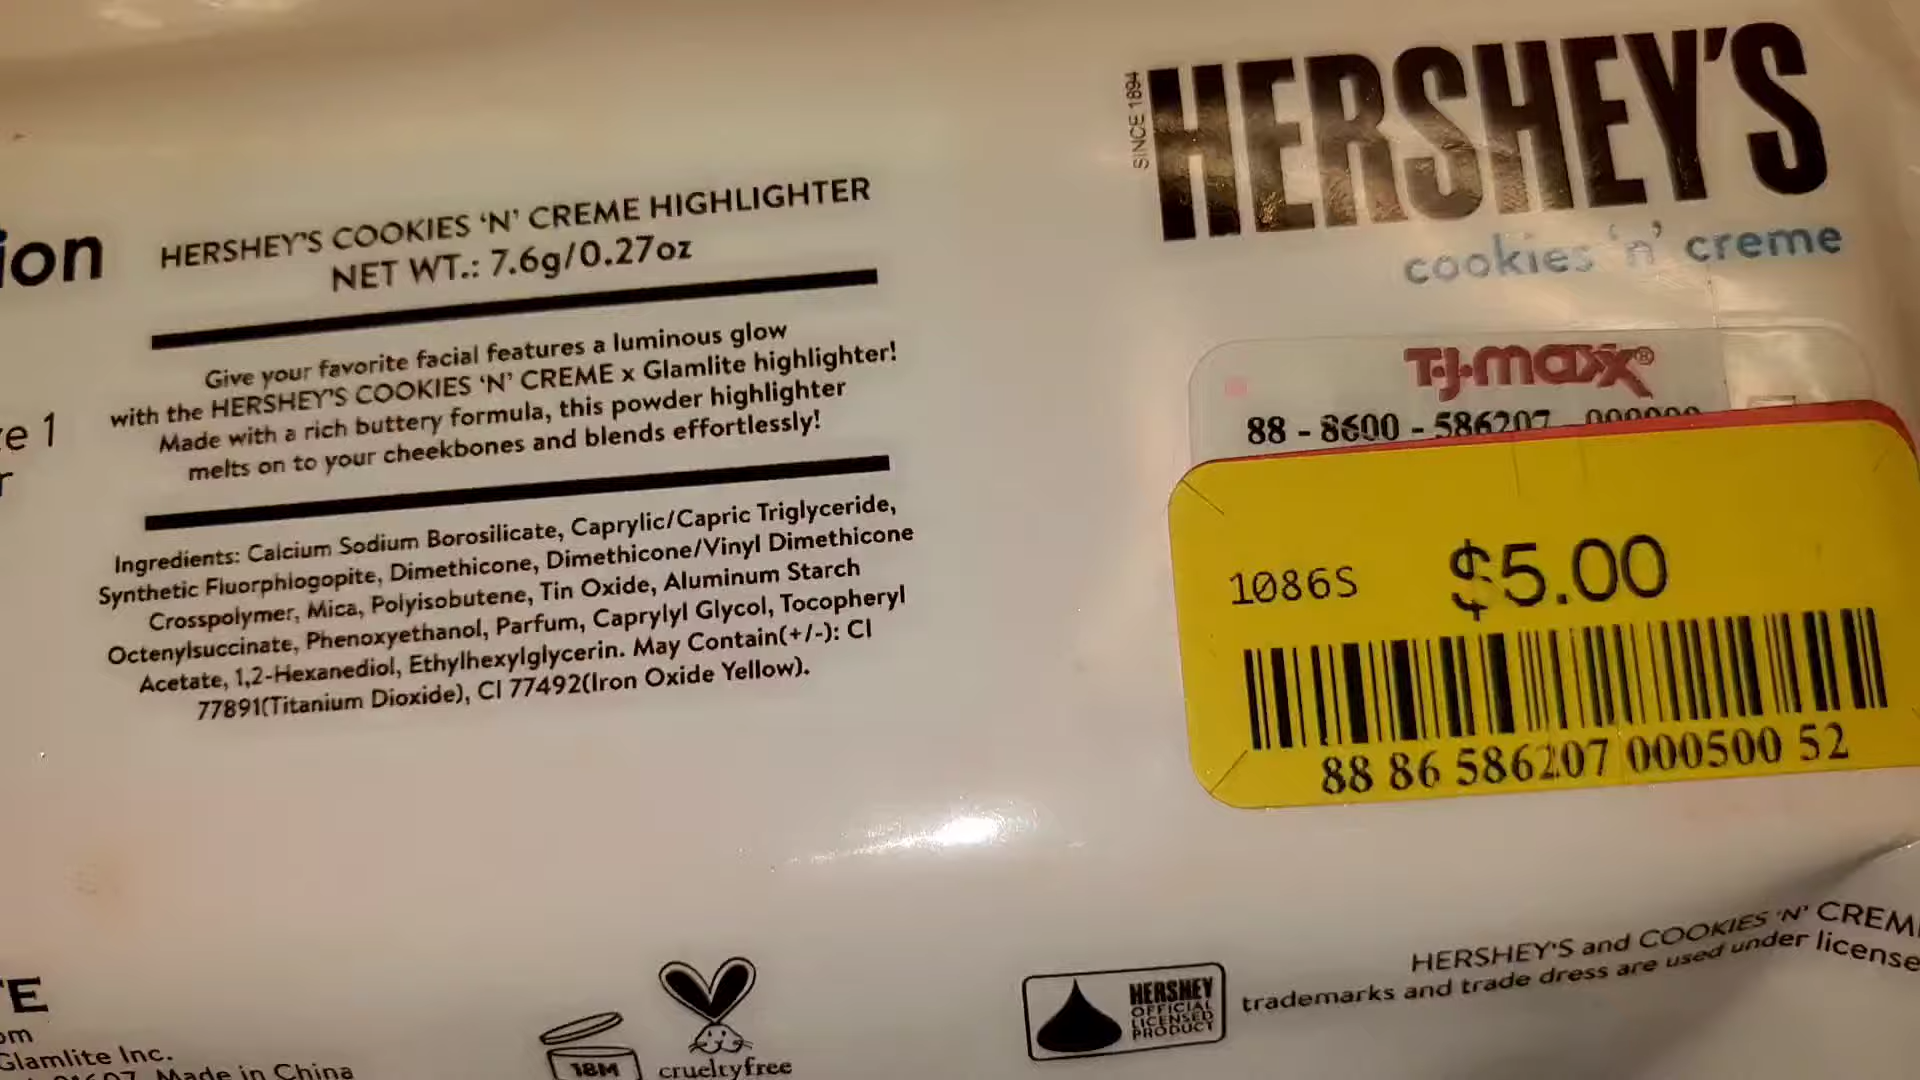 ion
e 1
r
HERSHEY'S COOKIES 'N' CREME HIGHLIGHTER
NET WT.: 7.6g/0.27oz
Give your favorite facial features a luminous glow
with the HERSHEY'S COOKIES 'N' CREME x Glamlite highlighter!
Made with a rich buttery formula, this powder highlighter
melts on to your cheekbones and blends effortlessly!
Ingredients: Calcium Sodium Borosilicate, Caprylic/Capric Triglyceride,
Synthetic Fluorphlogopite, Dimethicone, Dimethicone/Vinyl Dimethicone
Crosspolymer, Mica, Polyisobutene, Tin Oxide, Aluminum Starch
Octenylsuccinate, Phenoxyethanol, Parfum, Caprylyl Glycol, Tocopheryl
Acetate, 1,2-Hexanediol, Ethylhexylglycerin. May Contain(+/-): CI
77891(Titanium Dioxide), CI 77492(Iron Oxide Yellow).
SINCE 1894
HERSHEY'S
cookies 'n' creme
T.J.maxx®
88 - 8600 - 586207
1086S $5.00
88 86 586207 000500 52
HERSHEY'S and COOKIES 'N' CREM
trademarks and trade dress are used under license
HERSHEY
OFFICIAL
LICENSED
PRODUCT
18M
crueltyfree
E
om
Glamlite Inc.
Made in China